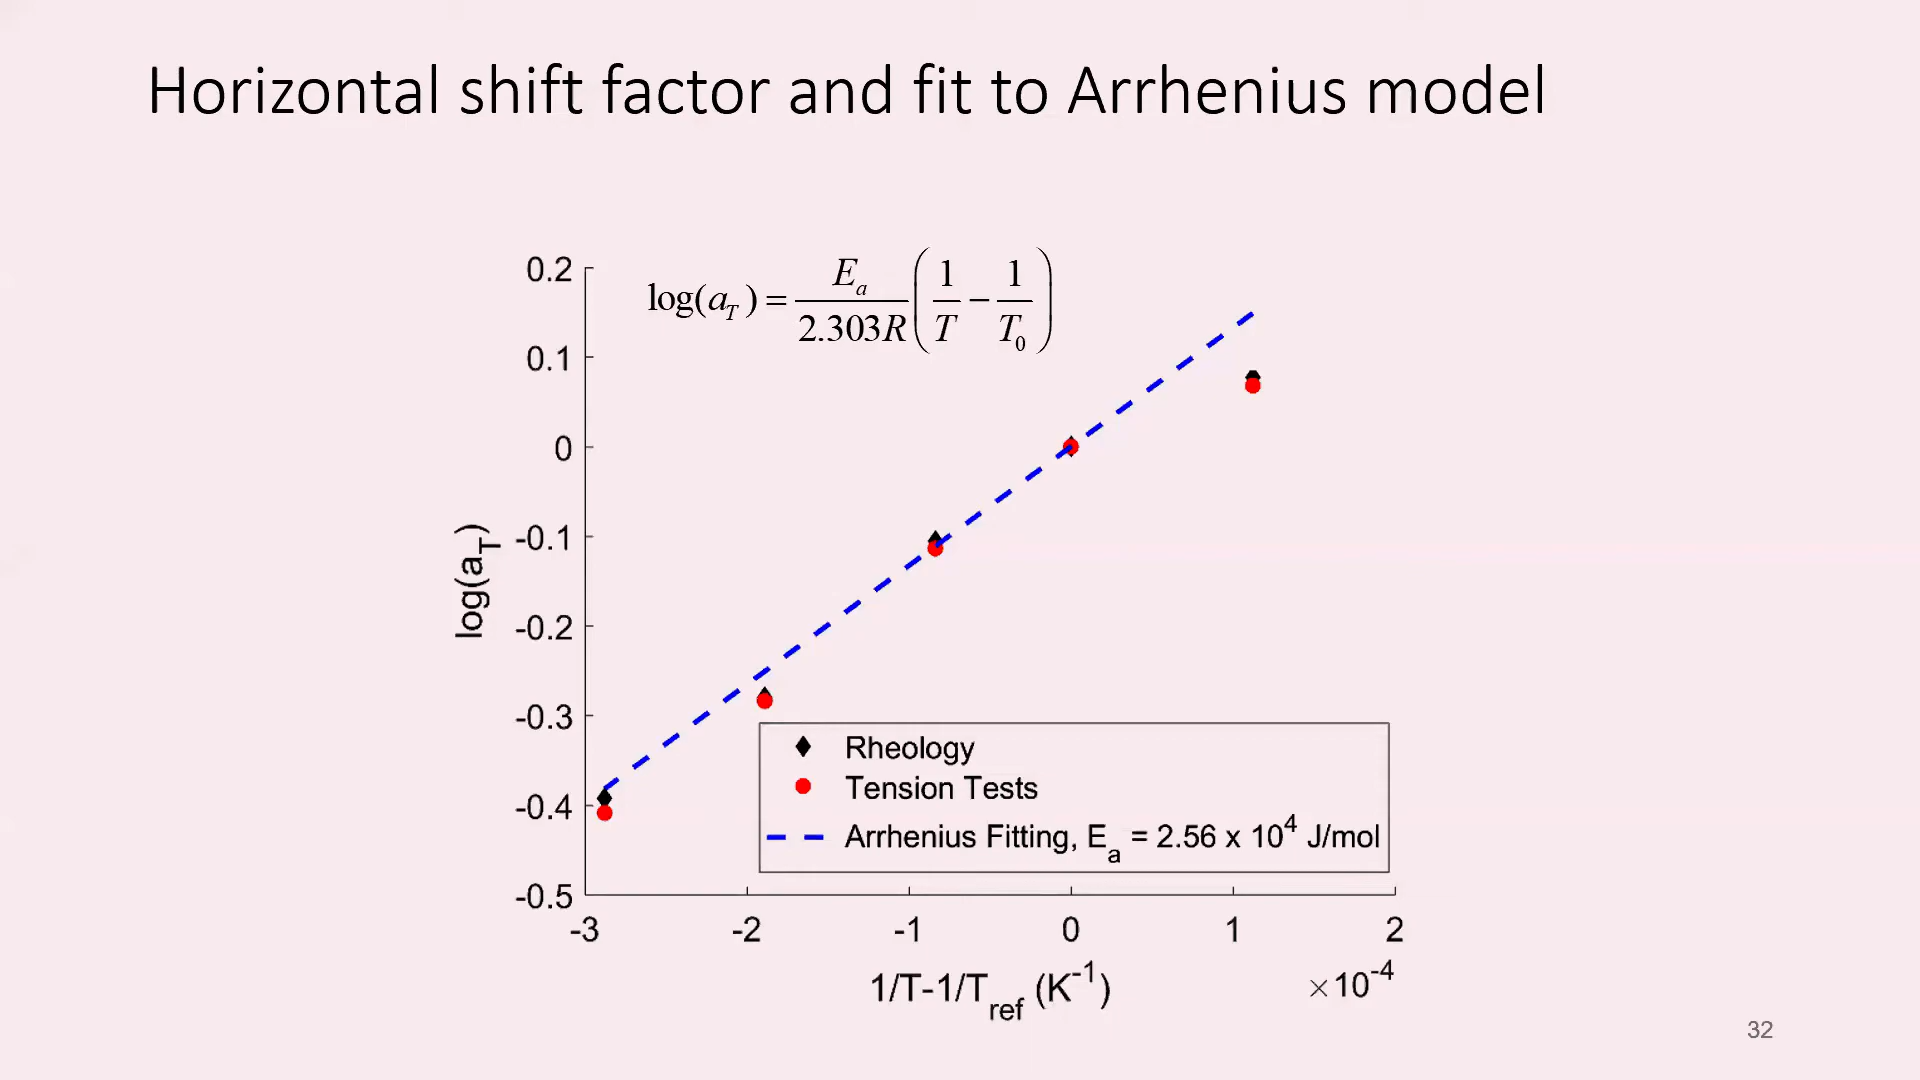 Horizontal shift factor and fit to Arrhenius model
log(a_T) = E_a / 2.303R (1/T − 1/T_0)
0.2
0.1
0
-0.1
-0.2
-0.3
-0.4
-0.5
log(a_T)
Rheology
Tension Tests
Arrhenius Fitting, E_a = 2.56 x 10^4 J/mol
-3 -2 -1 0 1 2
×10^-4
1/T-1/T_ref (K^-1)
32